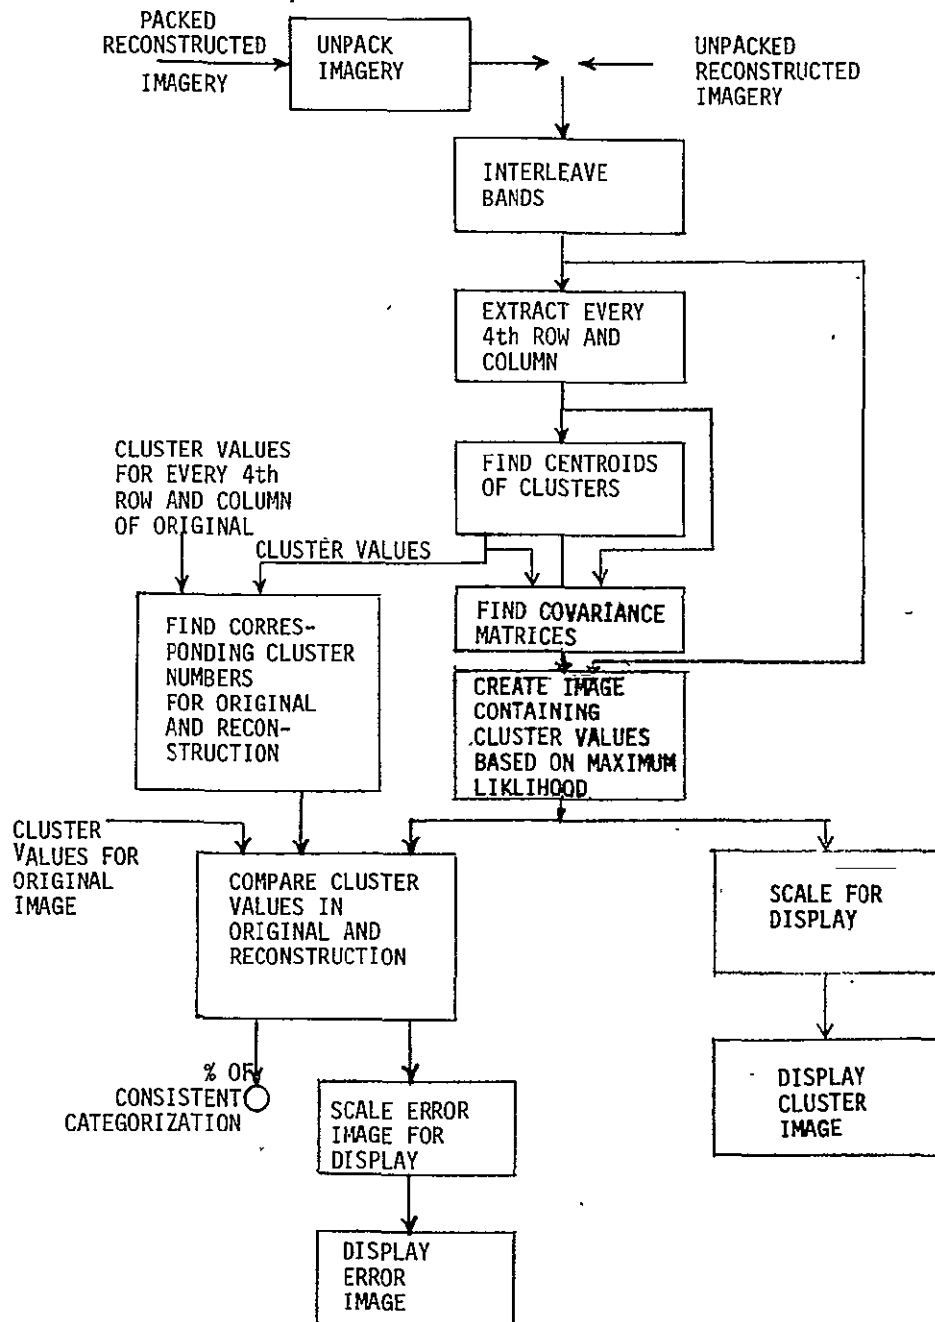 PACKED
RECONSTRUCTED
IMAGERY
UNPACK
IMAGERY
UNPACKED
RECONSTRUCTED
IMAGERY
INTERLEAVE
BANDS
EXTRACT EVERY
4th ROW AND
COLUMN
FIND CENTROIDS
OF CLUSTERS
CLUSTER VALUES
FOR EVERY 4th
ROW AND COLUMN
OF ORIGINAL
CLUSTER VALUES
FIND CORRES-
PONDING CLUSTER
NUMBERS
FOR ORIGINAL
AND RECON-
STRUCTION
FIND COVARIANCE
MATRICES
CREATE IMAGE
CONTAINING
CLUSTER VALUES
BASED ON MAXIMUM
LIKLIHOOD
CLUSTER
VALUES FOR
ORIGINAL
IMAGE
COMPARE CLUSTER
VALUES IN
ORIGINAL AND
RECONSTRUCTION
SCALE FOR
DISPLAY
% OF
CONSISTENT
CATEGORIZATION
SCALE ERROR
IMAGE FOR
DISPLAY
DISPLAY
CLUSTER
IMAGE
DISPLAY
ERROR
IMAGE